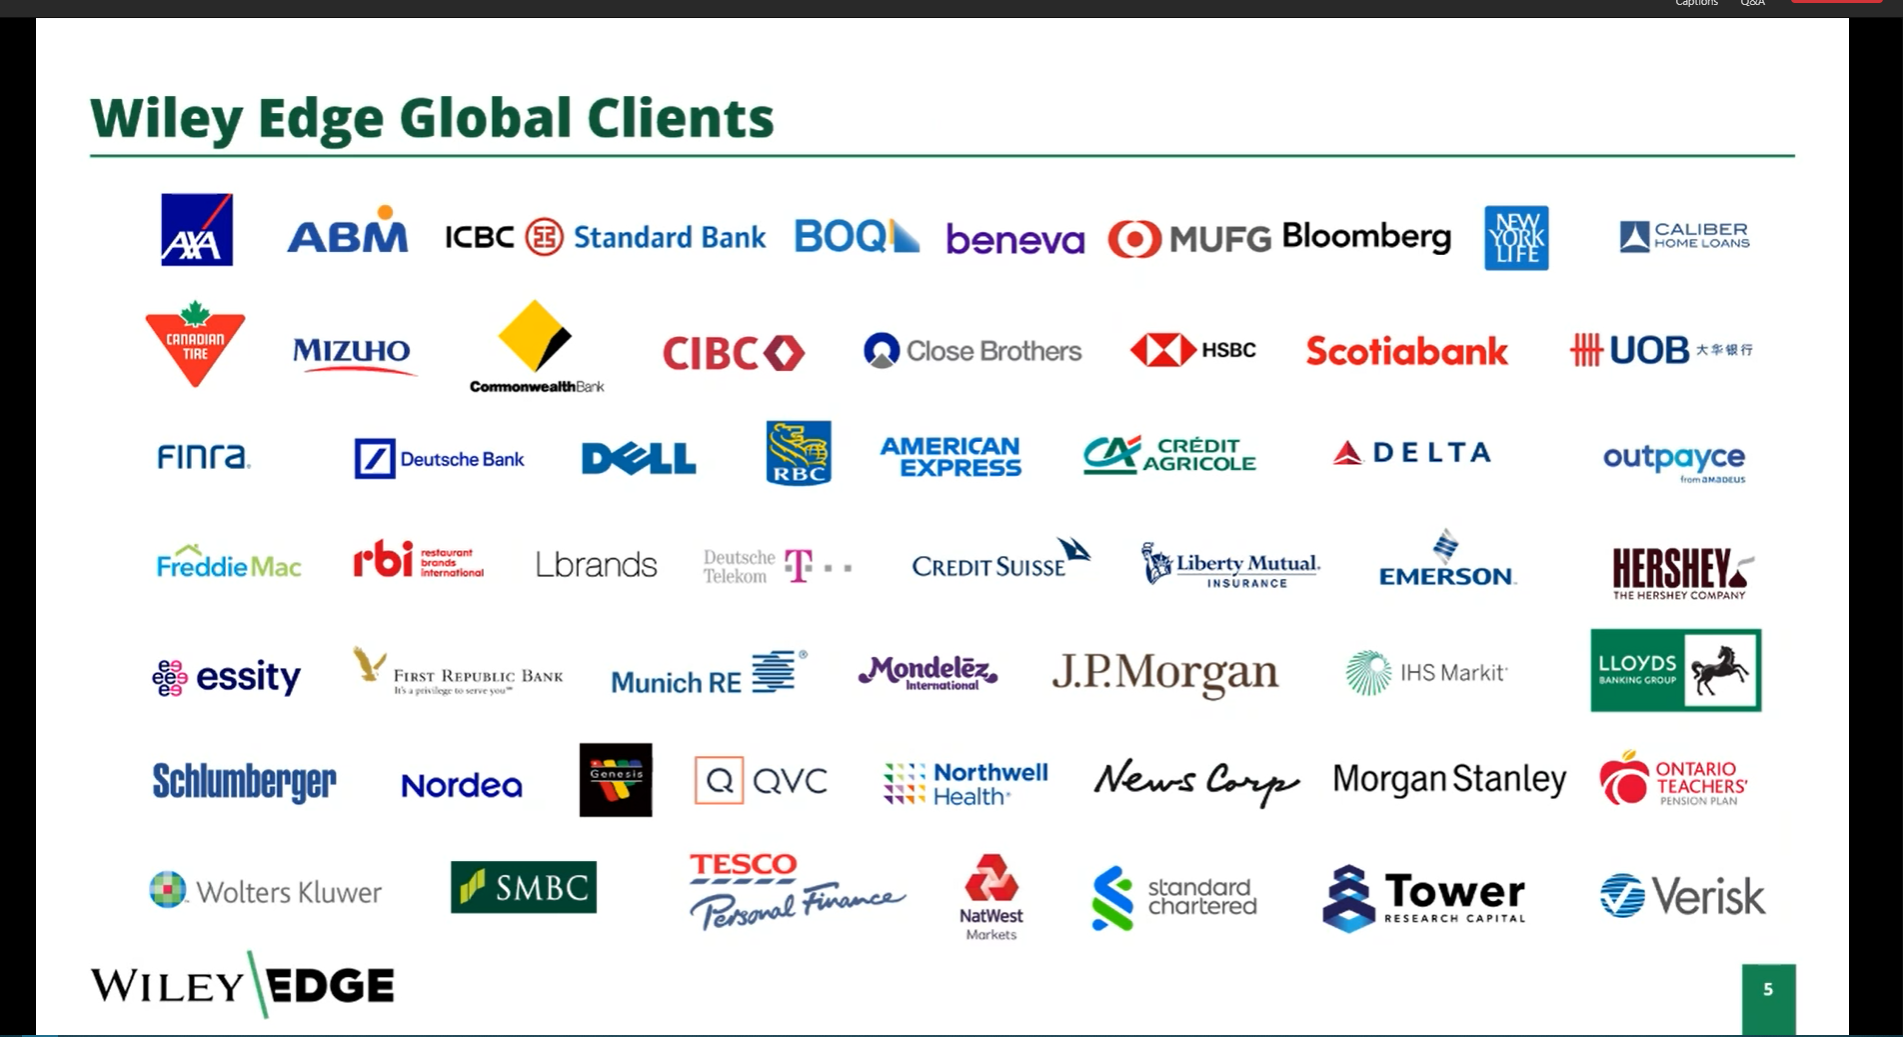 Captions Q&A
Wiley Edge Global Clients
AXA
ABM
ICBC Standard Bank
BOQ
beneva
MUFG
Bloomberg
NEW
YORK
LIFE
CALIBER
HOME LOANS
CANADIAN
TIRE
MIZUHO
CommonwealthBank
CIBC
Close Brothers
HSBC
Scotiabank
UOB 大华银行
Finra
Deutsche Bank
DELL
RBC
AMERICAN
EXPRESS
CRÉDIT
AGRICOLE
DELTA
outpayce
from amadeus
FreddieMac
rbi restaurant
brands
international
Lbrands
Deutsche
Telekom T
CREDIT SUISSE
Liberty Mutual.
INSURANCE
EMERSON
HERSHEY
THE HERSHEY COMPANY
essity
FIRST REPUBLIC BANK
It's a privilege to serve you℠
Munich RE ®
Mondelēz
International
J.P.Morgan
IHS Markit
LLOYDS
BANKING GROUP
Schlumberger
Nordea
Genesis
Q QVC
Northwell
Health
News Corp
Morgan Stanley
ONTARIO
TEACHERS'
PENSION PLAN
Wolters Kluwer
SMBC
TESCO
Personal Finance
NatWest
Markets
standard
chartered
Tower
RESEARCH CAPITAL
Verisk
WILEY EDGE
5